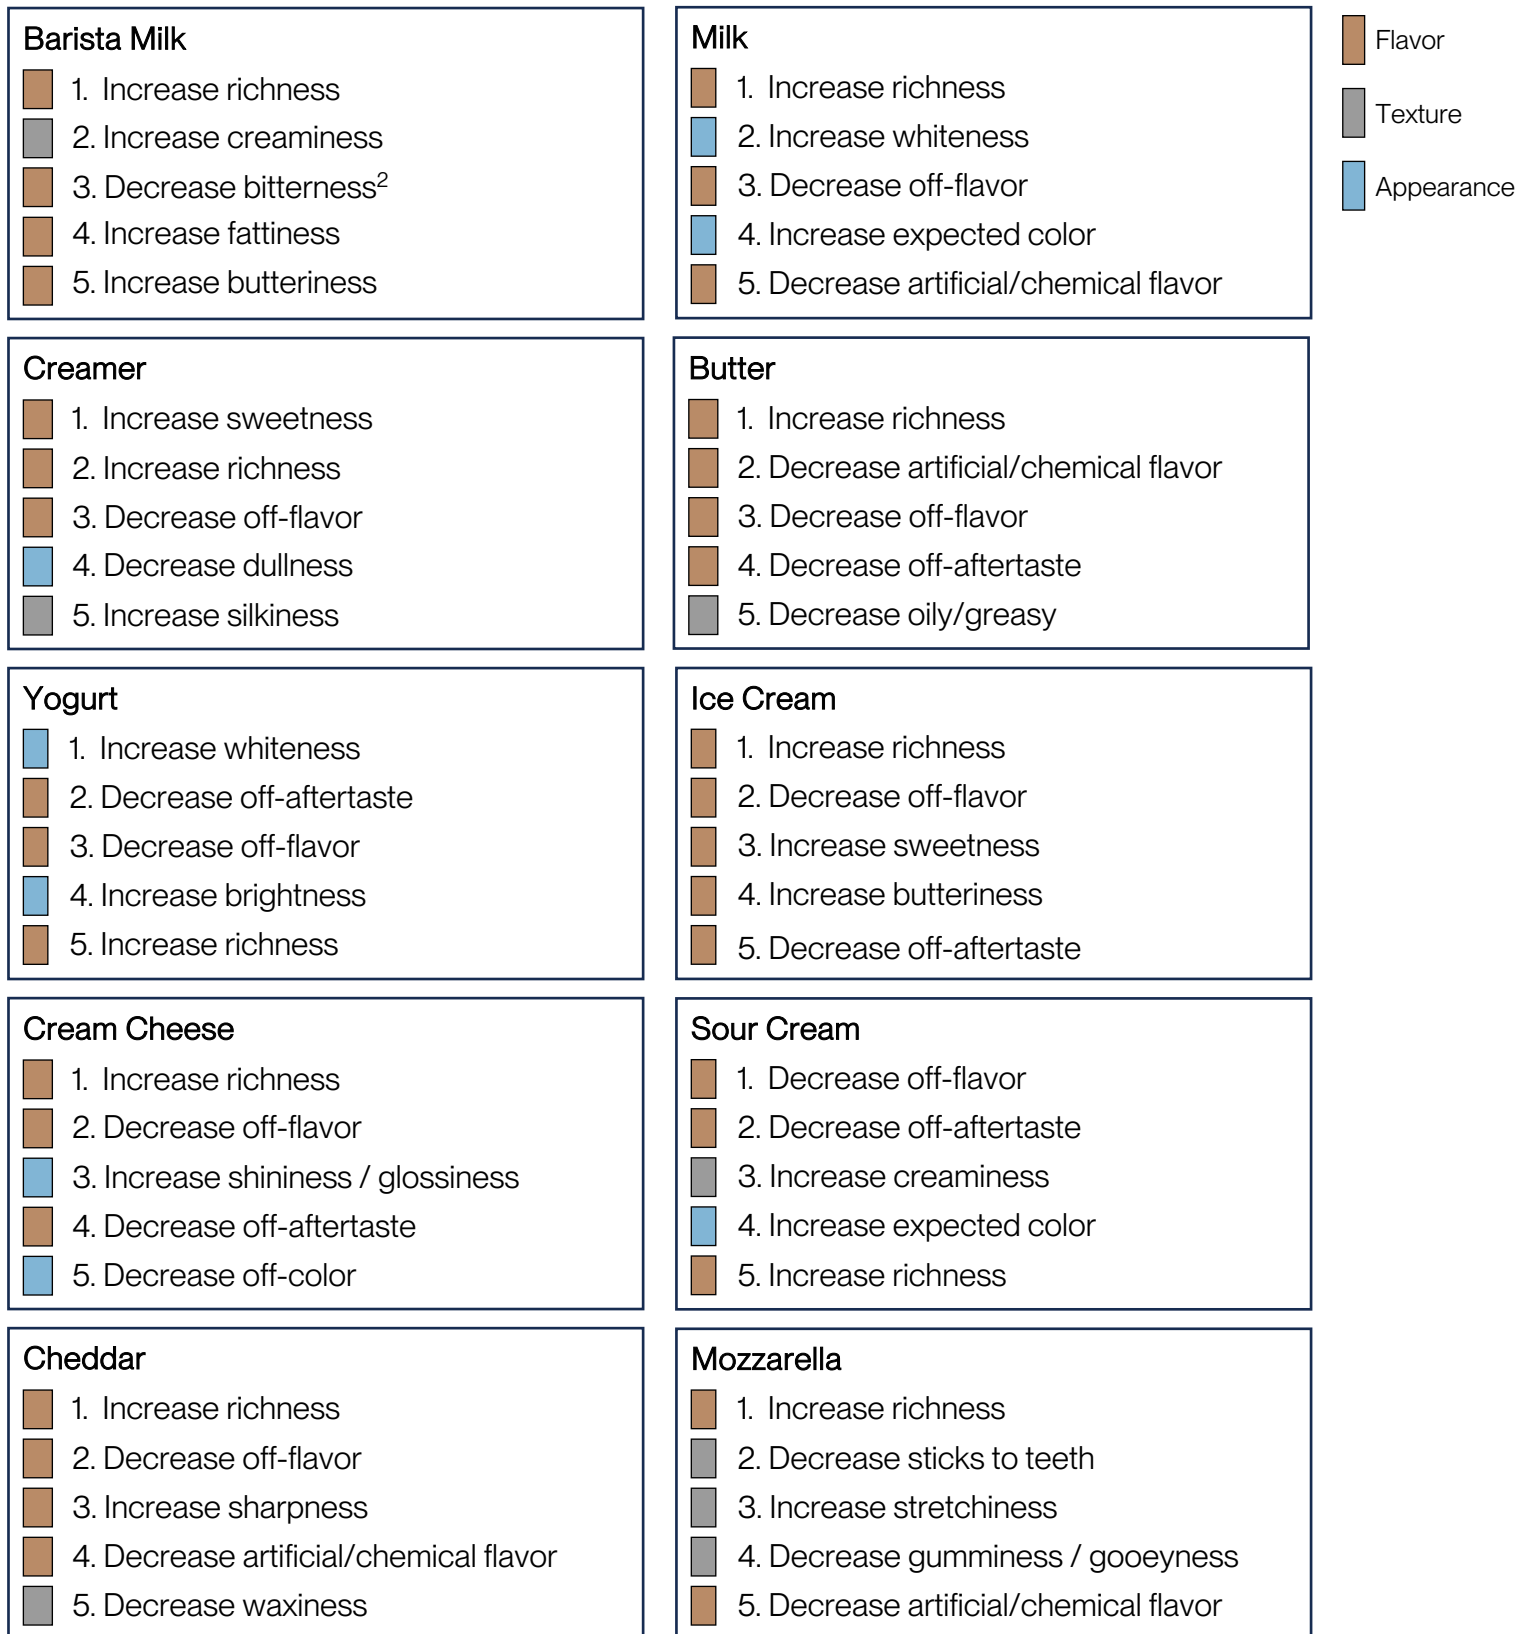 Barista Milk
1. Increase richness
2. Increase creaminess
3. Decrease bitterness²
4. Increase fattiness
5. Increase butteriness
Milk
1. Increase richness
2. Increase whiteness
3. Decrease off-flavor
4. Increase expected color
5. Decrease artificial/chemical flavor
Flavor
Texture
Appearance
Creamer
1. Increase sweetness
2. Increase richness
3. Decrease off-flavor
4. Decrease dullness
5. Increase silkiness
Butter
1. Increase richness
2. Decrease artificial/chemical flavor
3. Decrease off-flavor
4. Decrease off-aftertaste
5. Decrease oily/greasy
Yogurt
1. Increase whiteness
2. Decrease off-aftertaste
3. Decrease off-flavor
4. Increase brightness
5. Increase richness
Ice Cream
1. Increase richness
2. Decrease off-flavor
3. Increase sweetness
4. Increase butteriness
5. Decrease off-aftertaste
Cream Cheese
1. Increase richness
2. Decrease off-flavor
3. Increase shininess / glossiness
4. Decrease off-aftertaste
5. Decrease off-color
Sour Cream
1. Decrease off-flavor
2. Decrease off-aftertaste
3. Increase creaminess
4. Increase expected color
5. Increase richness
Cheddar
1. Increase richness
2. Decrease off-flavor
3. Increase sharpness
4. Decrease artificial/chemical flavor
5. Decrease waxiness
Mozzarella
1. Increase richness
2. Decrease sticks to teeth
3. Increase stretchiness
4. Decrease gumminess / gooeyness
5. Decrease artificial/chemical flavor